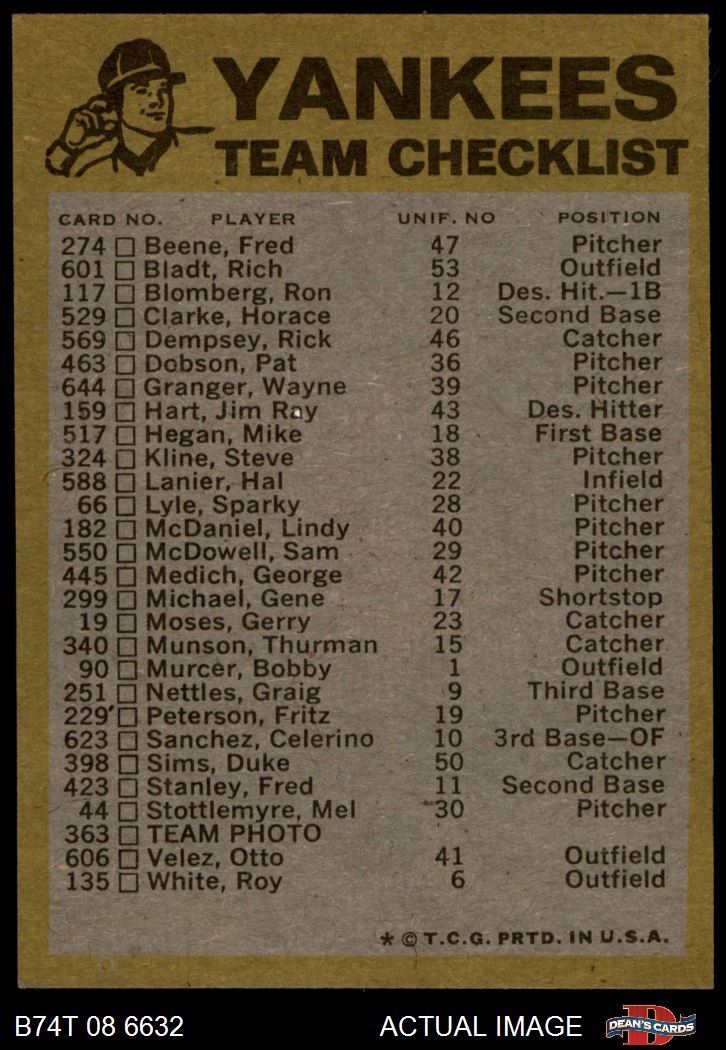 YANKEES
TEAM CHECKLIST
CARD NO. PLAYER UNIF. NO POSITION
274 Beene, Fred 47 Pitcher
601 Bladt, Rich 53 Outfield
117 Blomberg, Ron 12 Des. Hit.—1B
529 Clarke, Horace 20 Second Base
569 Dempsey, Rick 46 Catcher
463 Dobson, Pat 36 Pitcher
644 Granger, Wayne 39 Pitcher
159 Hart, Jim Ray 43 Des. Hitter
517 Hegan, Mike 18 First Base
324 Kline, Steve 38 Pitcher
588 Lanier, Hal 22 Infield
66 Lyle, Sparky 28 Pitcher
182 McDaniel, Lindy 40 Pitcher
550 McDowell, Sam 29 Pitcher
445 Medich, George 42 Pitcher
299 Michael, Gene 17 Shortstop
19 Moses, Gerry 23 Catcher
340 Munson, Thurman 15 Catcher
90 Murcer, Bobby 1 Outfield
251 Nettles, Graig 9 Third Base
229 Peterson, Fritz 19 Pitcher
623 Sanchez, Celerino 10 3rd Base—OF
398 Sims, Duke 50 Catcher
423 Stanley, Fred 11 Second Base
44 Stottlemyre, Mel 30 Pitcher
363 TEAM PHOTO
606 Velez, Otto 41 Outfield
135 White, Roy 6 Outfield
* © T.C.G. PRTD. IN U.S.A.
B74T 08 6632 ACTUAL IMAGE D DEAN'S CARDS